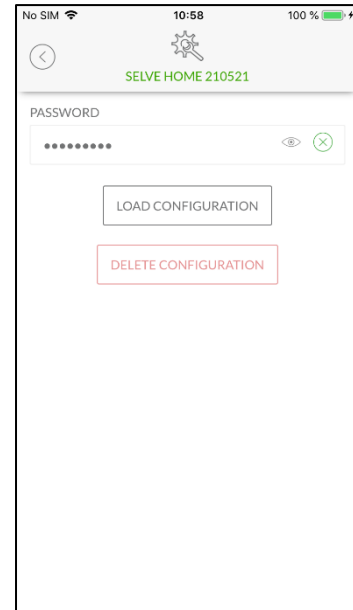 No SIM 10:58 100 %
SELVE HOME 210521
PASSWORD
•••••••••
LOAD CONFIGURATION
DELETE CONFIGURATION